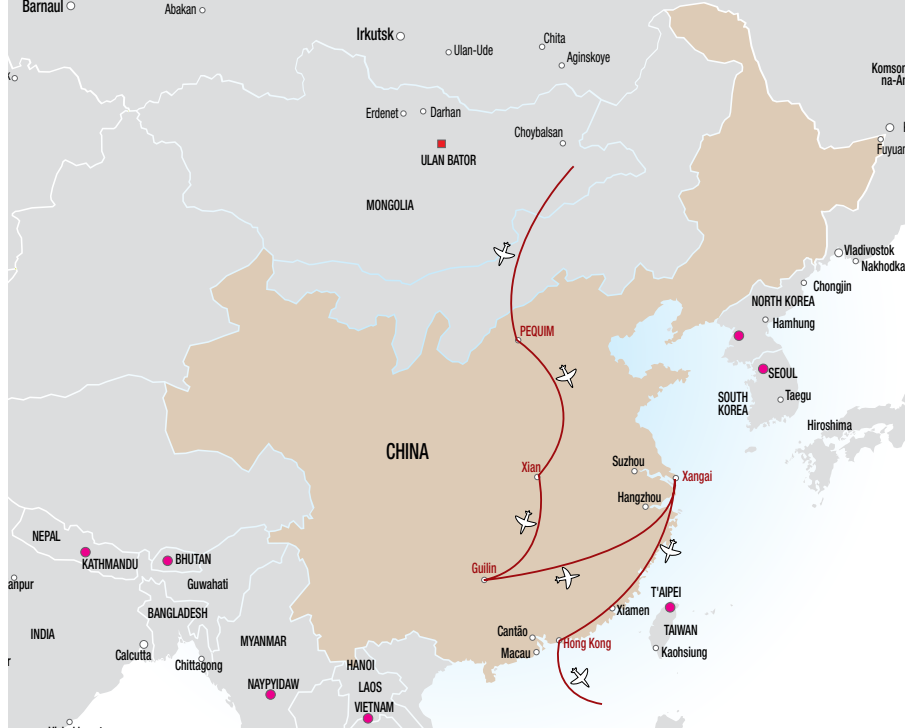 Barnaul
Abakan
Irkutsk
Ulan-Ude
Chita
Aginskoye
Komsor
na-Ar
Erdenet
Darhan
Choybalsan
ULAN BATOR
Fuyuan
MONGOLIA
Vladivostok
Nakhodka
Chongjin
NORTH KOREA
Hamhung
PEQUIM
SEOUL
SOUTH
KOREA
Taegu
Hiroshima
CHINA
Suzhou
Xian
Xangai
Hangzhou
NEPAL
KATHMANDU
BHUTAN
Guilin
anpur
Guwahati
T'AIPEI
BANGLADESH
Xiamen
INDIA
MYANMAR
Cantão
TAIWAN
Hong Kong
Calcutta
Chittagong
Macau
Kaohsiung
HANOI
NAYPYIDAW
LAOS
VIETNAM